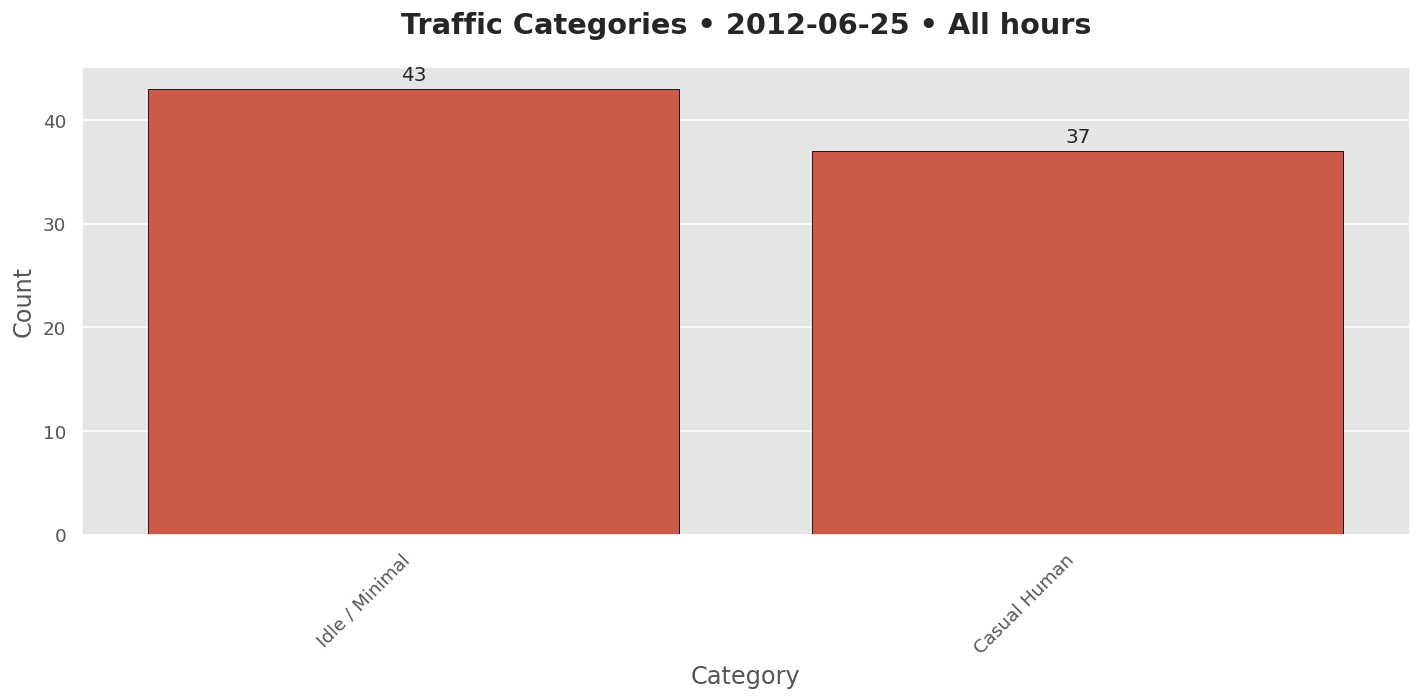 Traffic Categories • 2012-06-25 • All hours
43
37
40
30
20
10
0
Count
Idle / Minimal
Casual Human
Category